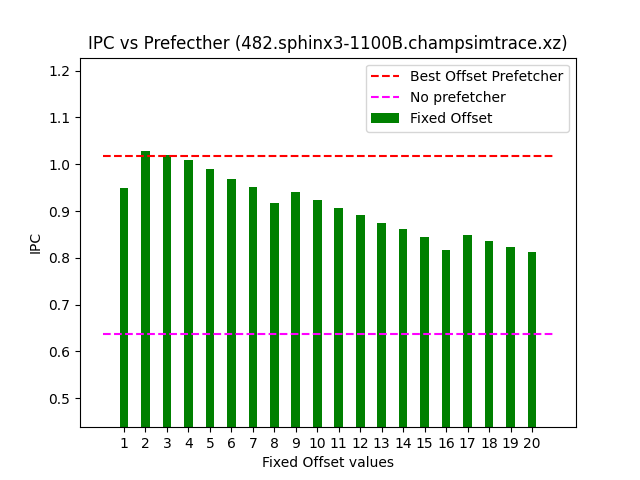 IPC vs Prefecther (482.sphinx3-1100B.champsimtrace.xz)
Best Offset Prefetcher
No prefetcher
Fixed Offset
IPC
1.2
1.1
1.0
0.9
0.8
0.7
0.6
0.5
1 2 3 4 5 6 7 8 9 10 11 12 13 14 15 16 17 18 19 20
Fixed Offset values